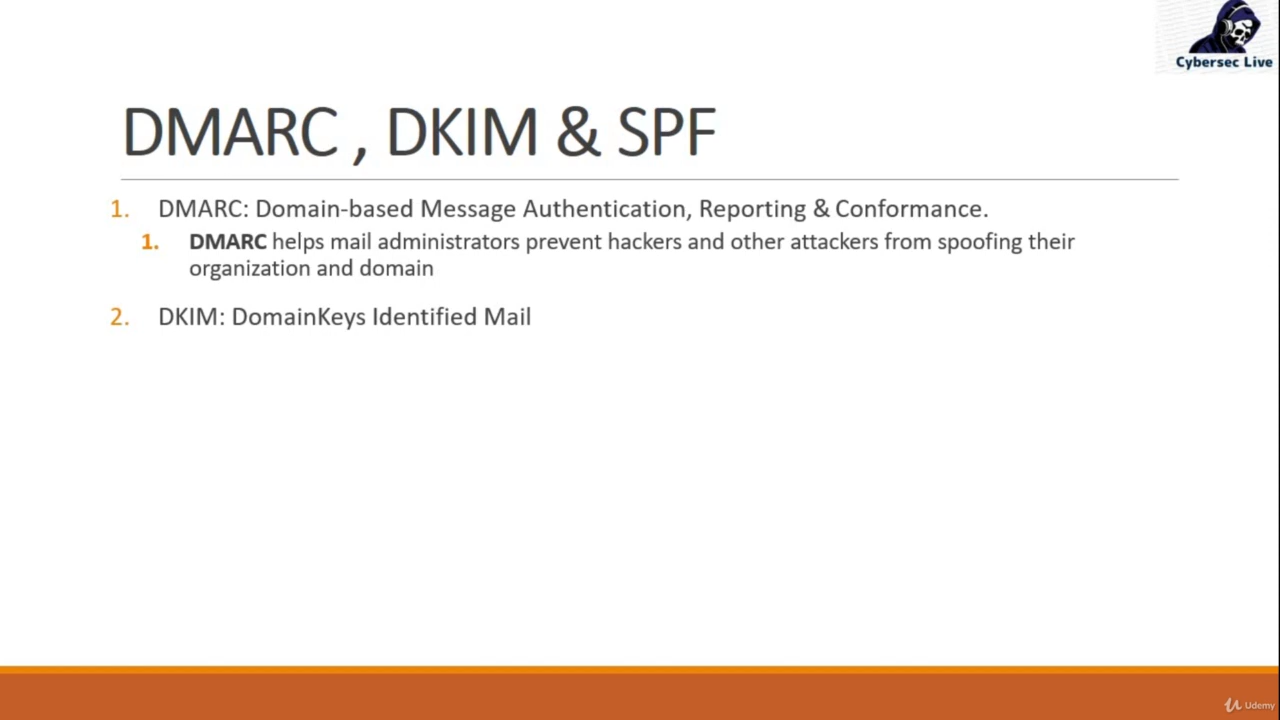 Cybersec Live
DMARC , DKIM & SPF
1. DMARC: Domain-based Message Authentication, Reporting & Conformance.
1. DMARC helps mail administrators prevent hackers and other attackers from spoofing their
organization and domain
2. DKIM: DomainKeys Identified Mail
Udemy